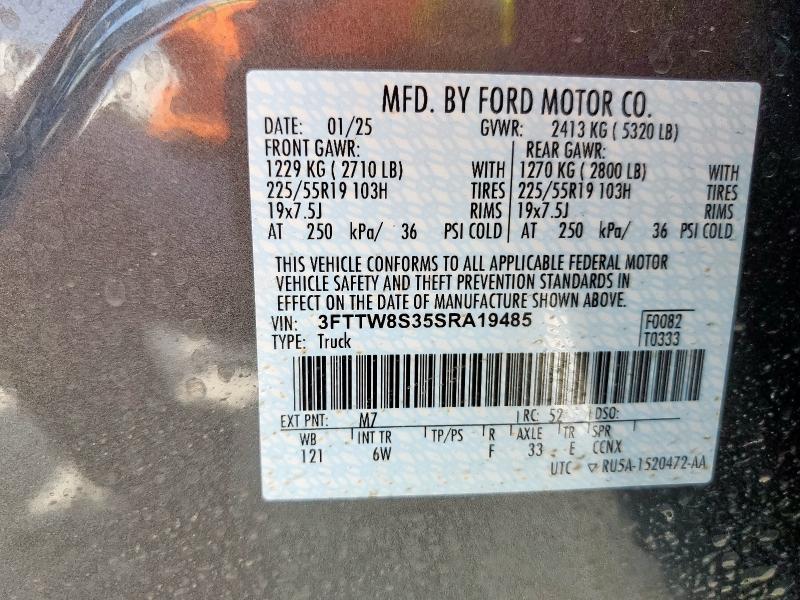 MFD. BY FORD MOTOR CO.
DATE: 01/25 GVWR: 2413 KG ( 5320 LB)
FRONT GAWR: REAR GAWR:
1229 KG ( 2710 LB) WITH 1270 KG ( 2800 LB) WITH
225/55R19 103H TIRES 225/55R19 103H TIRES
19x7.5J RIMS 19x7.5J RIMS
AT 250 kPa/ 36 PSI COLD AT 250 kPa/ 36 PSI COLD
THIS VEHICLE CONFORMS TO ALL APPLICABLE FEDERAL MOTOR
VEHICLE SAFETY AND THEFT PREVENTION STANDARDS IN
EFFECT ON THE DATE OF MANUFACTURE SHOWN ABOVE.
VIN: 3FTTW8S35SRA19485 F0082
TYPE: Truck T0333
EXT PNT: M7 RC: 52 DSO:
WB INT TR TP/PS R AXLE TR SPR
121 6W F 33 E CCNX
UTC ▽ RU5A-1520472-AA